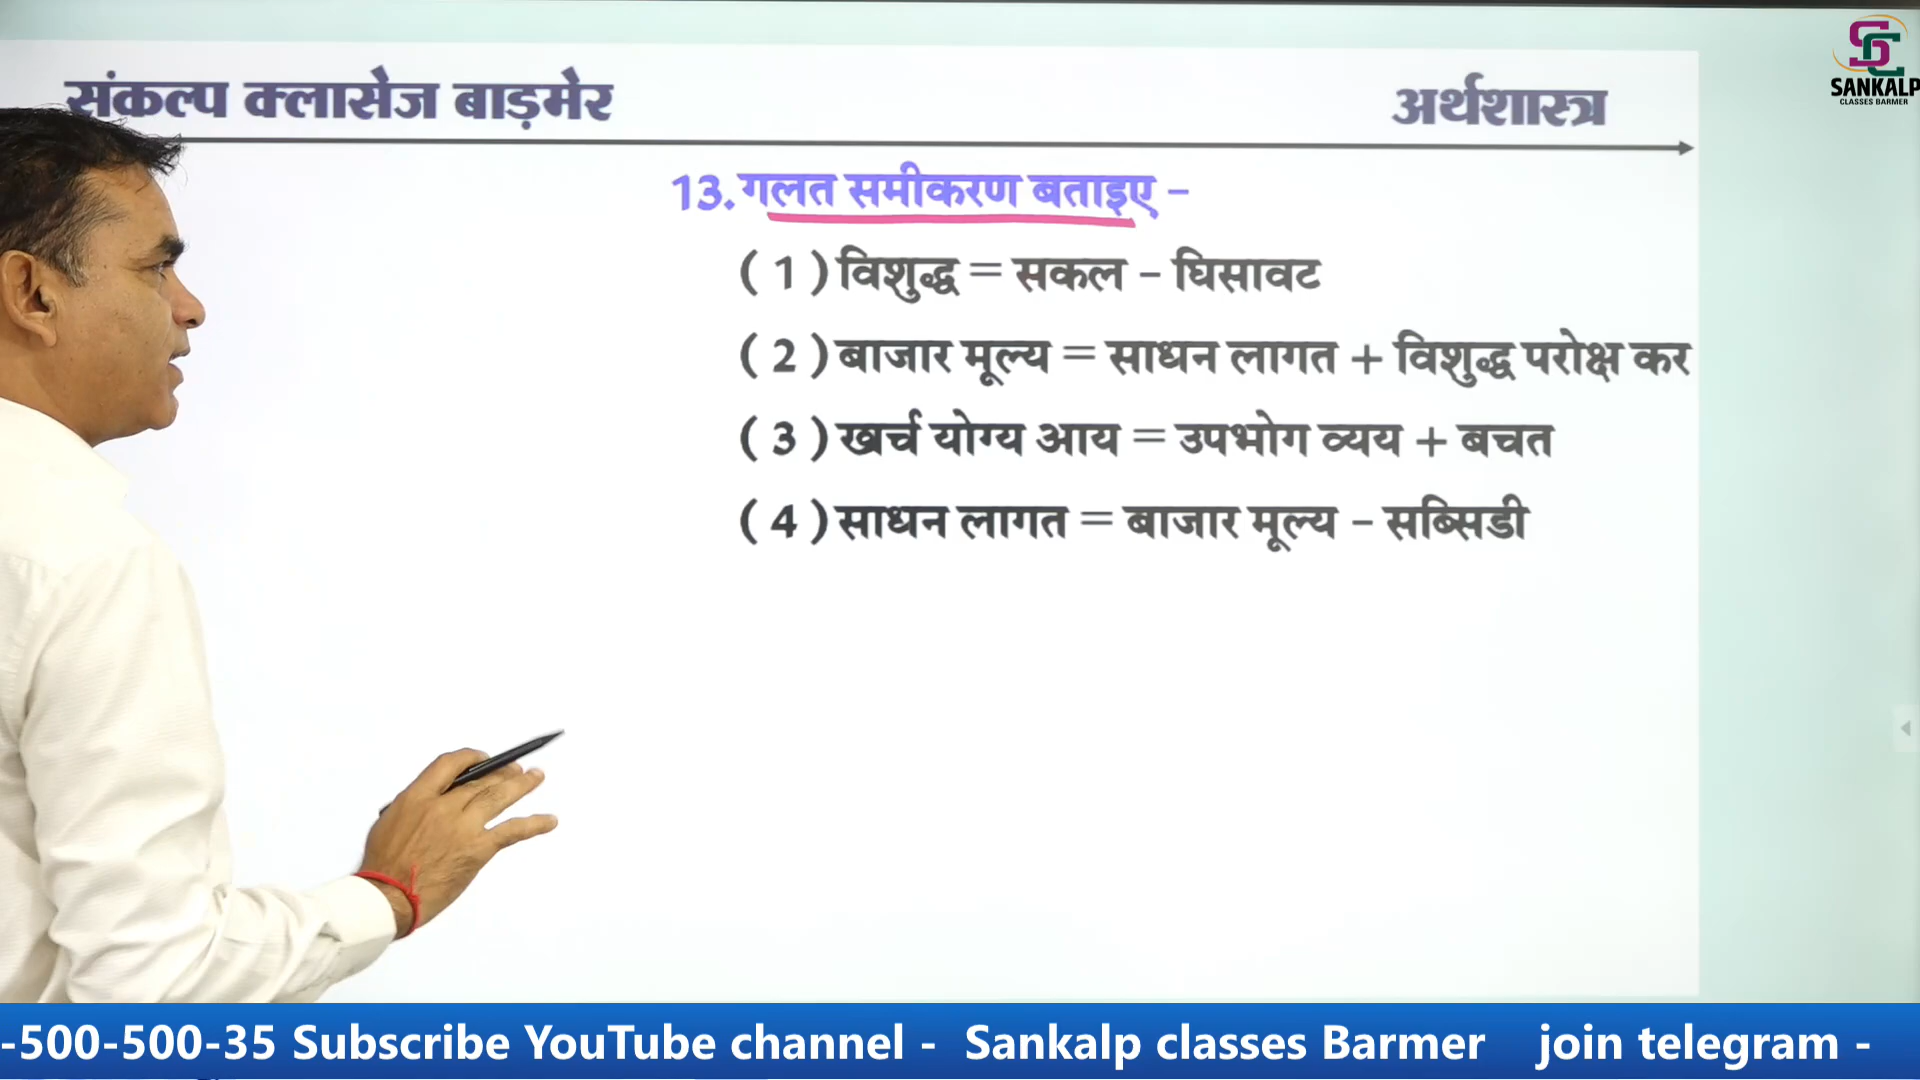 संकल्प क्लासेज बाड़मेर
अर्थशास्त्र
SANKALP
CLASSES BARMER
13. गलत समीकरण बताइए –
( 1 ) विशुद्ध = सकल – घिसावट
( 2 ) बाजार मूल्य = साधन लागत + विशुद्ध परोक्ष कर
( 3 ) खर्च योग्य आय = उपभोग व्यय + बचत
( 4 ) साधन लागत = बाजार मूल्य – सब्सिडी
-500-500-35 Subscribe YouTube channel - Sankalp classes Barmer join telegram -